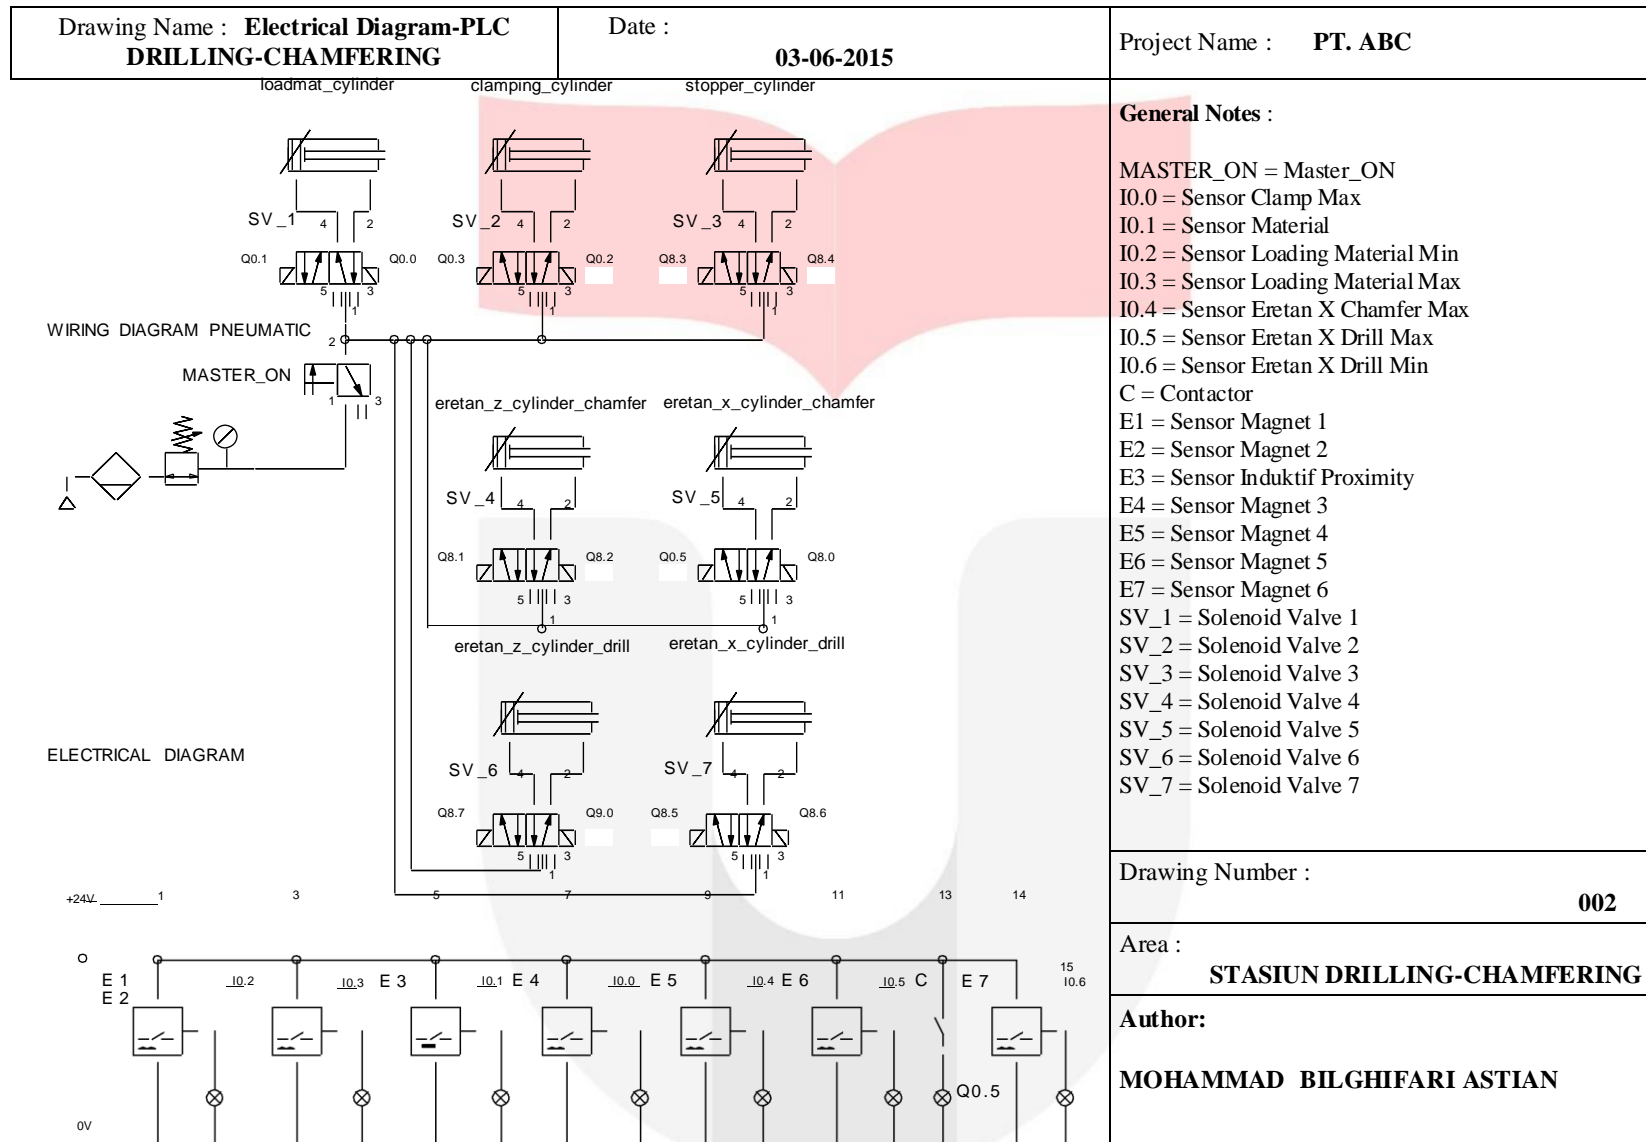 Drawing Name : Electrical Diagram-PLC
DRILLING-CHAMFERING
Date :
03-06-2015
Project Name : PT. ABC
loadmat_cylinder clamping_cylinder stopper_cylinder
SV_1 4 2 SV_2 4 2 SV_3 4 2
Q0.1 Q0.0 Q0.3 Q0.2 Q8.3 Q8.4
5 3 5 3 5 3
1 1 1
WIRING DIAGRAM PNEUMATIC 2
MASTER_ON
1 3
eretan_z_cylinder_chamfer eretan_x_cylinder_chamfer
SV_4 4 2 SV_5 4 2
Q8.1 Q8.2 Q0.5 Q8.0
5 3 5 3
1 1
eretan_z_cylinder_drill eretan_x_cylinder_drill
ELECTRICAL DIAGRAM
SV_6 4 2 SV_7 4 2
Q8.7 Q9.0 Q8.5 Q8.6
5 3 5 3
1 1
+24V 1 3 5 7 9 11 13 14
E1 I0.2 I0.3 E3 I0.1 E4 I0.0 E5 I0.4 E6 I0.5 C E7 15
E2 I0.6
Q0.5
0V
General Notes :
MASTER_ON = Master_ON
I0.0 = Sensor Clamp Max
I0.1 = Sensor Material
I0.2 = Sensor Loading Material Min
I0.3 = Sensor Loading Material Max
I0.4 = Sensor Eretan X Chamfer Max
I0.5 = Sensor Eretan X Drill Max
I0.6 = Sensor Eretan X Drill Min
C = Contactor
E1 = Sensor Magnet 1
E2 = Sensor Magnet 2
E3 = Sensor Induktif Proximity
E4 = Sensor Magnet 3
E5 = Sensor Magnet 4
E6 = Sensor Magnet 5
E7 = Sensor Magnet 6
SV_1 = Solenoid Valve 1
SV_2 = Solenoid Valve 2
SV_3 = Solenoid Valve 3
SV_4 = Solenoid Valve 4
SV_5 = Solenoid Valve 5
SV_6 = Solenoid Valve 6
SV_7 = Solenoid Valve 7
Drawing Number :
002
Area :
STASIUN DRILLING-CHAMFERING
Author:
MOHAMMAD BILGHIFARI ASTIAN